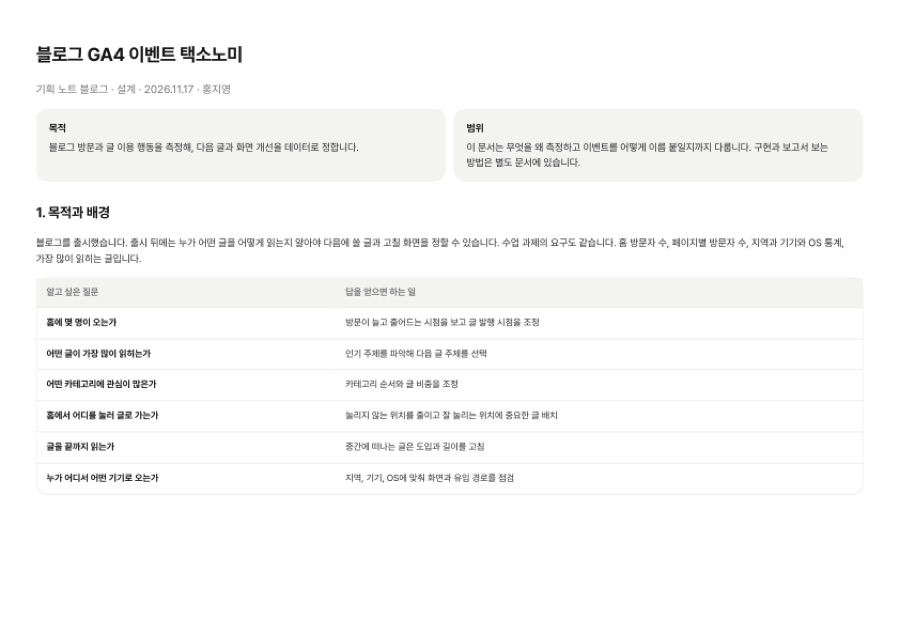 블로그 GA4 이벤트 택소노미
기획 노트 블로그 · 설계 · 2026.11.17 · 홍지영
목적
블로그 방문과 글 이용 행동을 측정해, 다음 글과 화면 개선을 데이터로 정합니다.
범위
이 문서는 무엇을 왜 측정하고 이벤트를 어떻게 이름 붙일지까지 다룹니다. 구현과 보고서 보는
방법은 별도 문서에 있습니다.
1. 목적과 배경
블로그를 출시했습니다. 출시 뒤에는 누가 어떤 글을 어떻게 읽는지 알아야 다음에 쓸 글과 고칠 화면을 정할 수 있습니다. 수업 과제의 요구도 같습니다. 홈 방문자 수, 페이지별 방문자 수, 지역과 기기와 OS 통계,
가장 많이 읽히는 글입니다.
알고 싶은 질문 답을 얻으면 하는 일
홈에 몇 명이 오는가 방문이 늘고 줄어드는 시점을 보고 글 발행 시점을 조정
어떤 글이 가장 많이 읽히는가 인기 주제를 파악해 다음 글 주제를 선택
어떤 카테고리에 관심이 많은가 카테고리 순서와 글 비중을 조정
홈에서 어디를 눌러 글로 가는가 눌리지 않는 위치를 줄이고 잘 눌리는 위치에 중요한 글 배치
글을 끝까지 읽는가 중간에 떠나는 글은 도입과 길이를 고침
누가 어디서 어떤 기기로 오는가 지역, 기기, OS에 맞춰 화면과 유입 경로를 점검